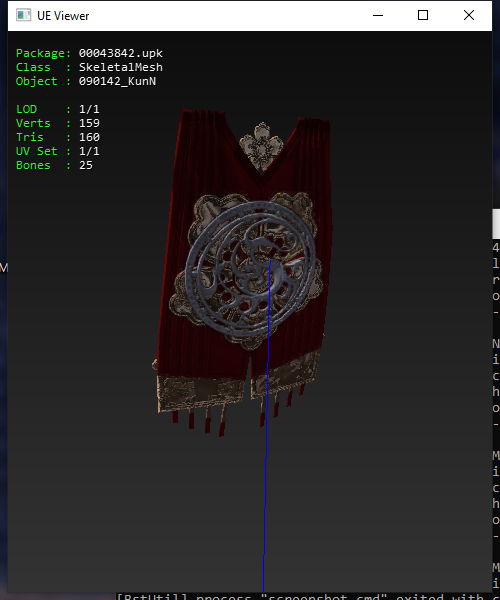 UE Viewer
Package: 00043842.upk
Class  : SkeletalMesh
Object : 090142_KunN
LOD    : 1/1
Verts  : 159
Tris   : 160
UV Set : 1/1
Bones  : 25
[BstUtil] process "screenshot.cmd" exited with c